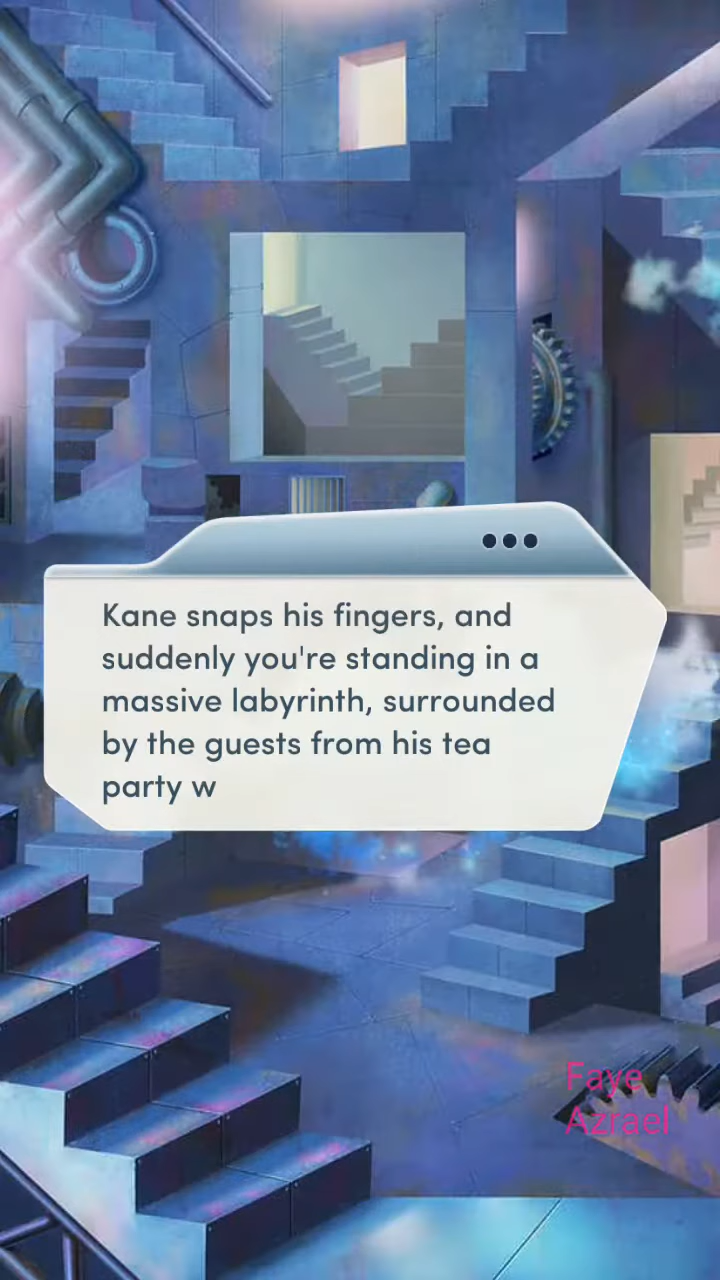 Kane snaps his fingers, and
suddenly you're standing in a
massive labyrinth, surrounded
by the guests from his tea
party w
Faye
Azrael